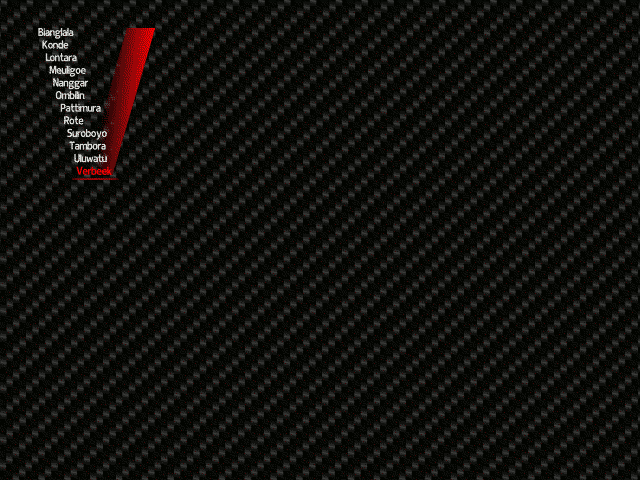 Bianglala
Konde
Lontara
Meuligoe
Nanggar
Ombilin
Pattimura
Rote
Suroboyo
Tambora
Uluwatu
Verbeek